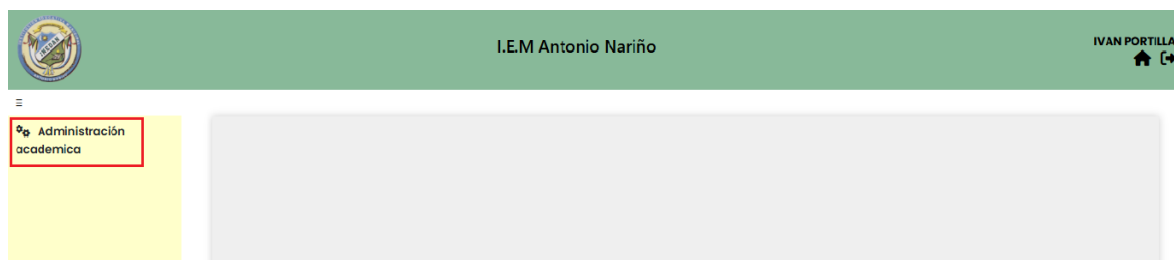 I.E.M Antonio Nariño
IVAN PORTILLA
Administración
academica